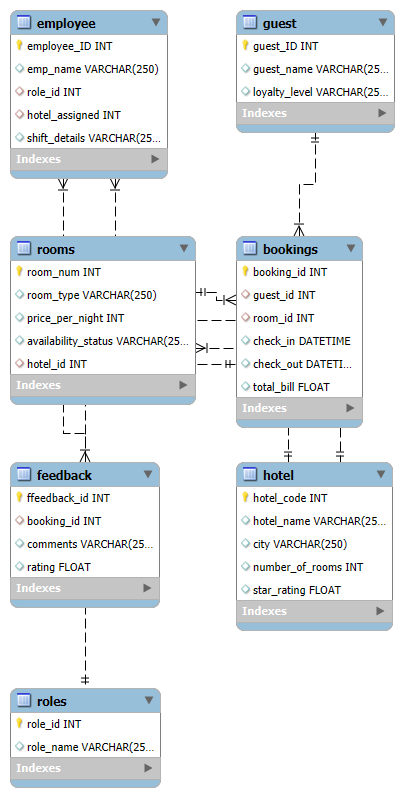 employee
employee_ID INT
emp_name VARCHAR(250)
role_id INT
hotel_assigned INT
shift_details VARCHAR(25...
Indexes
guest
guest_ID INT
guest_name VARCHAR(25...
loyalty_level VARCHAR(25...
Indexes
rooms
room_num INT
room_type VARCHAR(250)
price_per_night INT
availability_status VARCHAR(25...
hotel_id INT
Indexes
bookings
booking_id INT
guest_id INT
room_id INT
check_in DATETIME
check_out DATETI...
total_bill FLOAT
Indexes
feedback
ffeedback_id INT
booking_id INT
comments VARCHAR(25...
rating FLOAT
Indexes
hotel
hotel_code INT
hotel_name VARCHAR(25...
city VARCHAR(250)
number_of_rooms INT
star_rating FLOAT
Indexes
roles
role_id INT
role_name VARCHAR(25...
Indexes